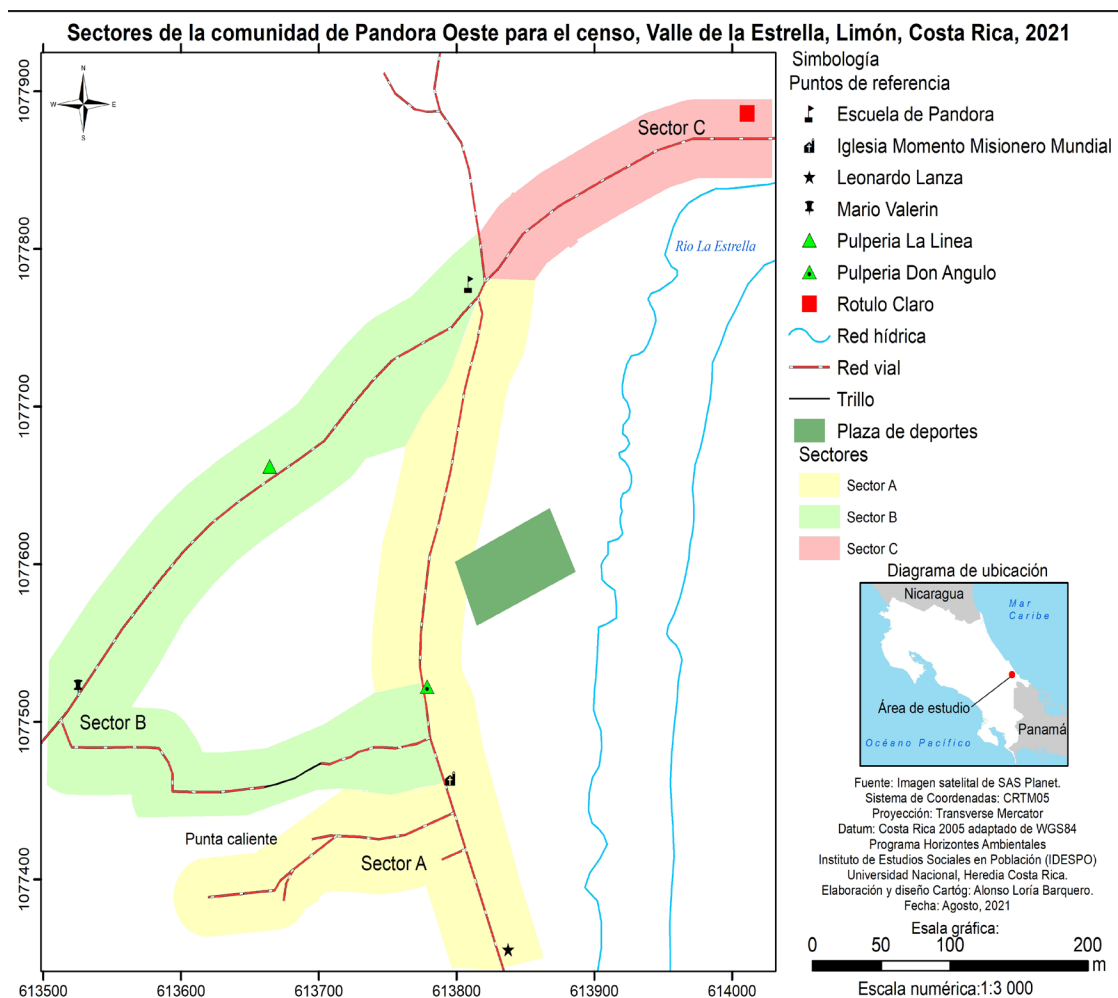 Sectores de la comunidad de Pandora Oeste para el censo, Valle de la Estrella, Limón, Costa Rica, 2021
N
W
E
S
1077900
1077800
1077700
1077600
1077500
1077400
613500
613600
613700
613800
613900
614000
Sector C
Rio La Estrella
Sector B
Punta caliente
Sector A
Simbología
Puntos de referencia
Escuela de Pandora
Iglesia Momento Misionero Mundial
Leonardo Lanza
Mario Valerin
Pulperia La Linea
Pulperia Don Angulo
Rotulo Claro
Red hídrica
Red vial
Trillo
Plaza de deportes
Sectores
Sector A
Sector B
Sector C
Diagrama de ubicación
Nicaragua
Mar
Caribe
Área de estudio
Panamá
Océano Pacífico
Fuente: Imagen satelital de SAS Planet.
Sistema de Coordenadas: CRTM05
Proyección: Transverse Mercator
Datum: Costa Rica 2005 adaptado de WGS84
Programa Horizontes Ambientales
Instituto de Estudios Sociales en Población (IDESPO)
Universidad Nacional, Heredia Costa Rica.
Elaboración y diseño Cartóg: Alonso Loría Barquero.
Fecha: Agosto, 2021
Esala gráfica:
0 50 100 200
m
Escala numérica:1:3 000